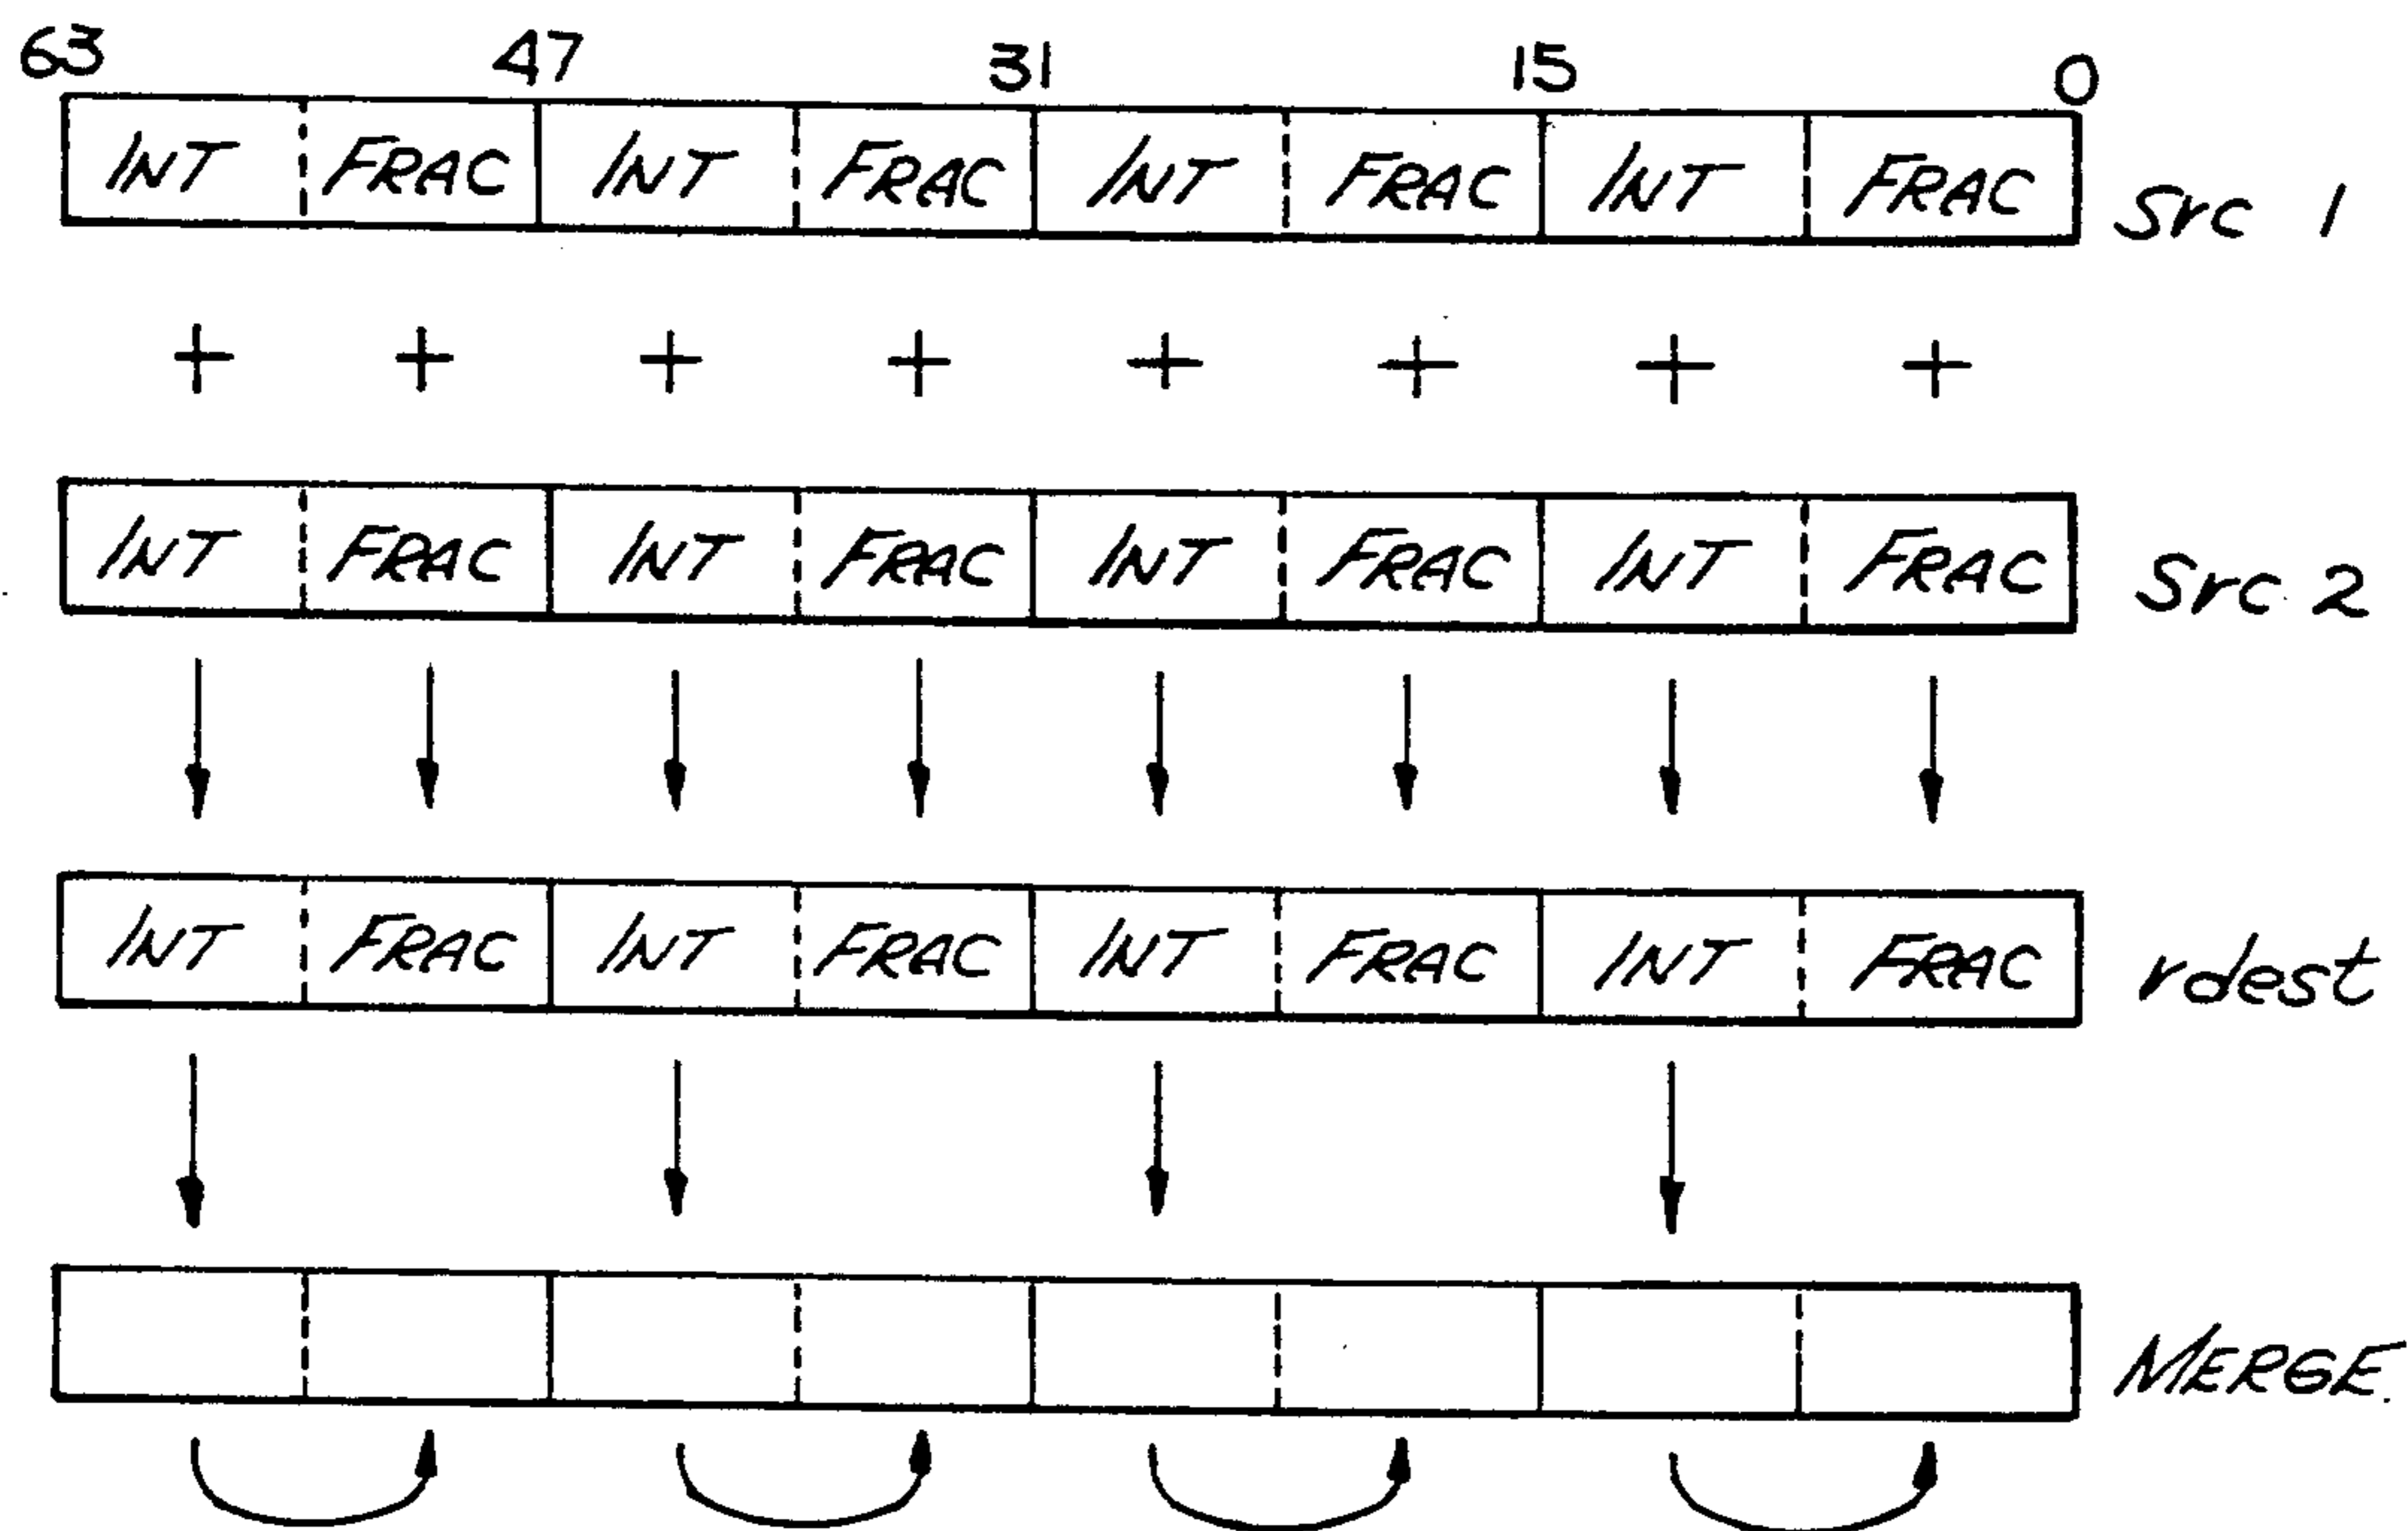 63 47 31 15 0
INT FRAC INT FRAC INT FRAC INT FRAC Src 1
+ + + + + + + +
INT FRAC INT FRAC INT FRAC INT FRAC Src 2
INT FRAC INT FRAC INT FRAC INT FRAC rdest
MERGE.